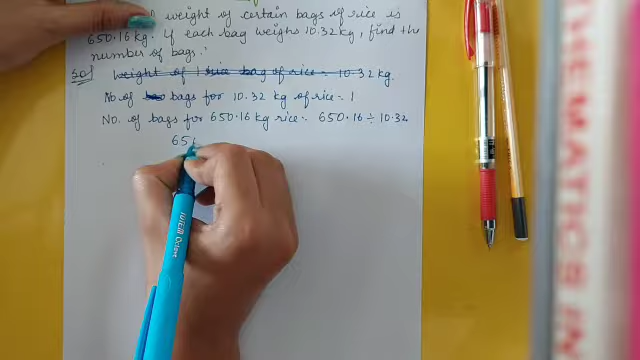 weight of certain bags of rice is
650.16 kg. If each bag weighs 10.32 kg, find the
number of bags.
Sol Weight of 1 rice bag of rice = 10.32 kg.
No of bags for 10.32 kg of rice = 1
No. of bags for 650.16 kg rice = 650.16 ÷ 10.32
65
THEMATICS IN